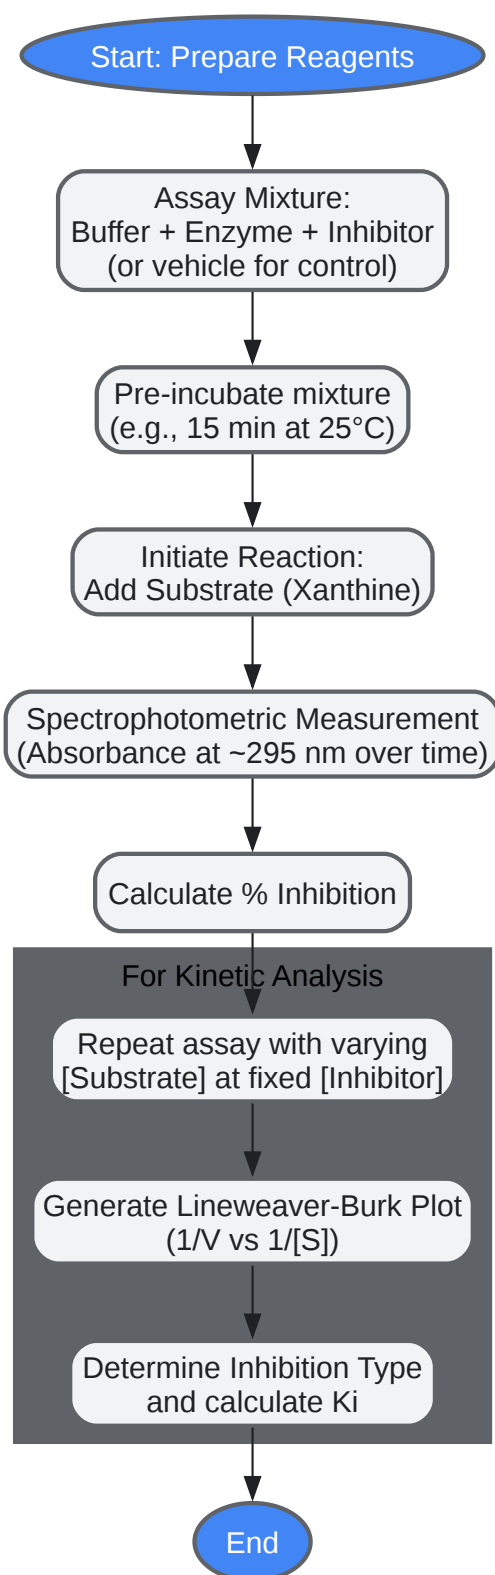 Start: Prepare Reagents
Assay Mixture:
Buffer + Enzyme + Inhibitor
(or vehicle for control)
Pre-incubate mixture
(e.g., 15 min at 25°C)
Initiate Reaction:
Add Substrate (Xanthine)
Spectrophotometric Measurement
(Absorbance at ~295 nm over time)
Calculate % Inhibition
For Kinetic Analysis
Repeat assay with varying
[Substrate] at fixed [Inhibitor]
Generate Lineweaver-Burk Plot
(1/V vs 1/[S])
Determine Inhibition Type
and calculate Ki
End